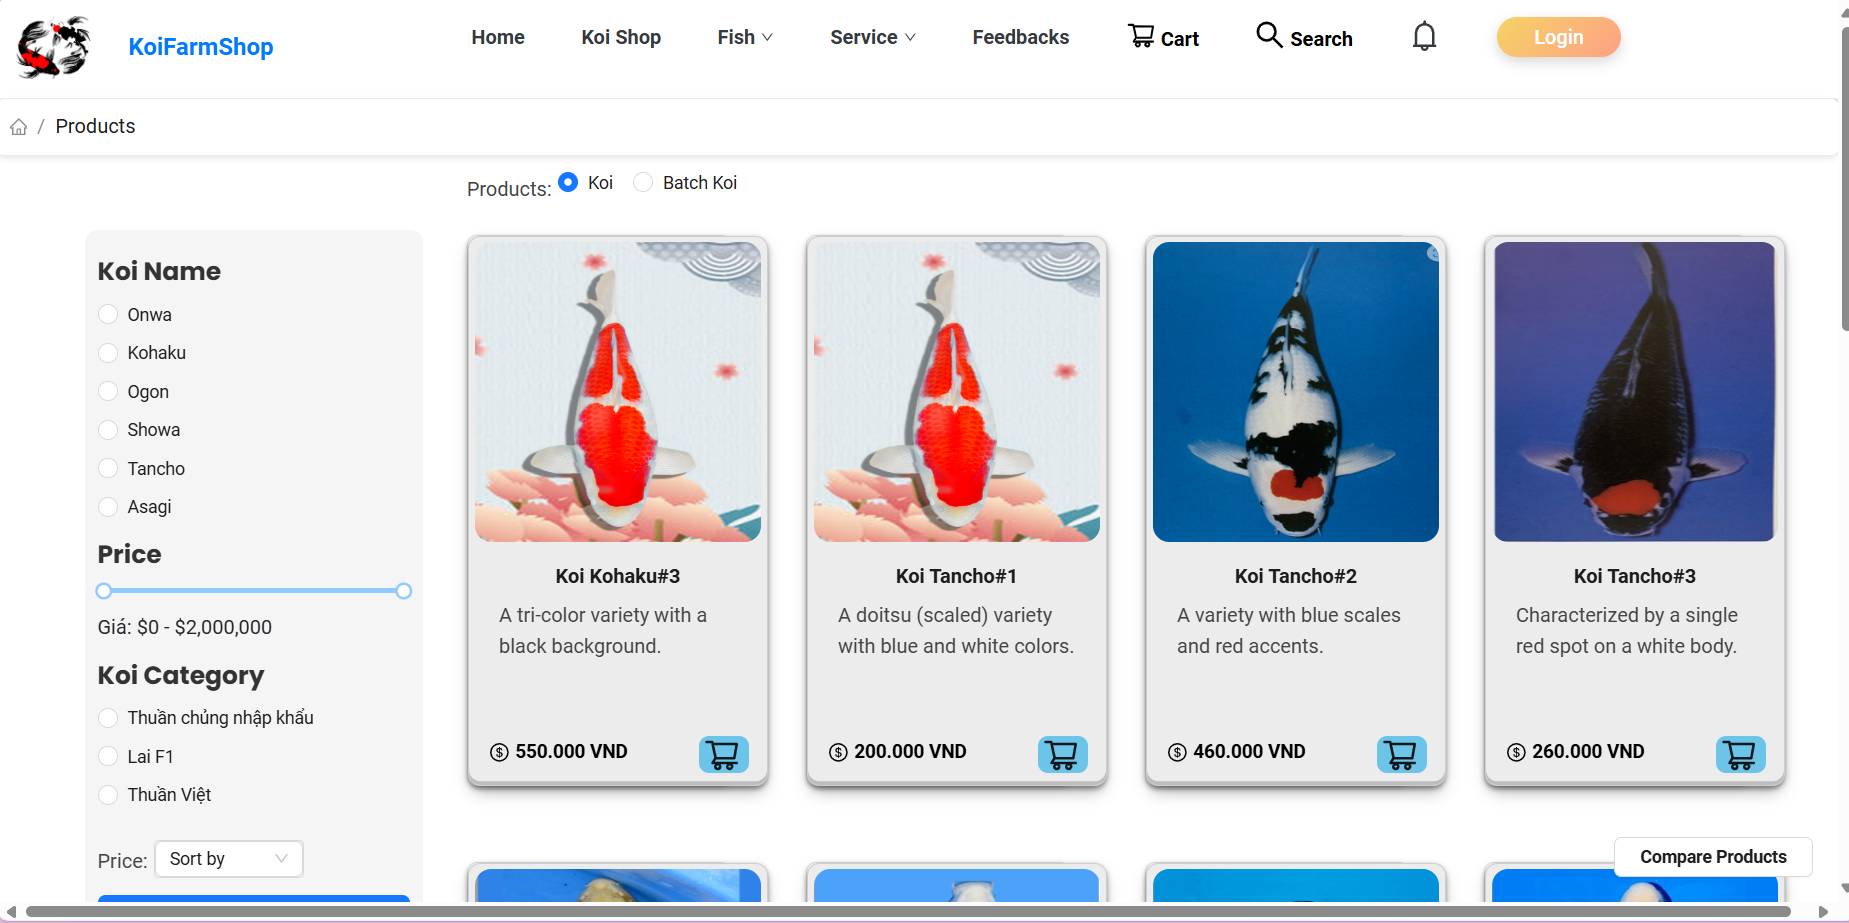 KoiFarmShop
Home
Koi Shop
Fish
Service
Feedbacks
Cart
Search
Login
/ Products
Products:
Koi
Batch Koi
Koi Name
Onwa
Kohaku
Ogon
Showa
Tancho
Asagi
Price
Giá: $0 - $2,000,000
Koi Category
Thuần chủng nhập khẩu
Lai F1
Thuần Việt
Price:
Sort by
Koi Kohaku#3
A tri-color variety with a
black background.
550.000 VND
Koi Tancho#1
A doitsu (scaled) variety
with blue and white colors.
200.000 VND
Koi Tancho#2
A variety with blue scales
and red accents.
460.000 VND
Koi Tancho#3
Characterized by a single
red spot on a white body.
260.000 VND
Compare Products